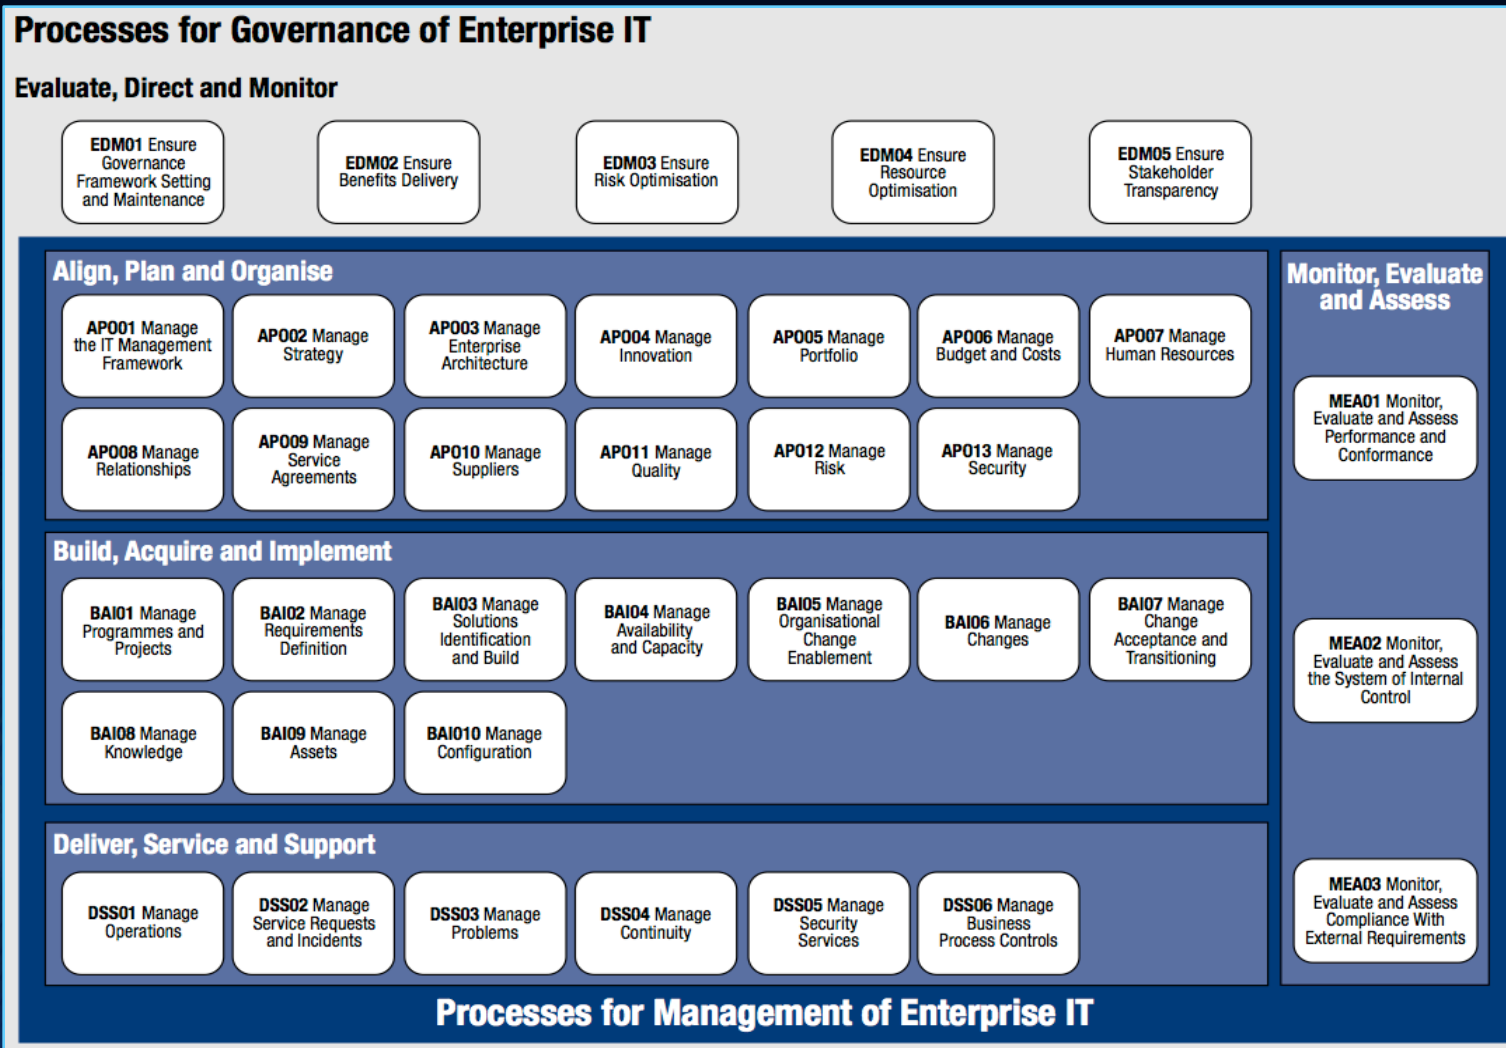 Processes for Governance of Enterprise IT
Evaluate, Direct and Monitor
EDM01 Ensure
Governance
Framework Setting
and Maintenance
EDM02 Ensure
Benefits Delivery
EDM03 Ensure
Risk Optimisation
EDM04 Ensure
Resource
Optimisation
EDM05 Ensure
Stakeholder
Transparency
Align, Plan and Organise
APO01 Manage
the IT Management
Framework
APO02 Manage
Strategy
APO03 Manage
Enterprise
Architecture
APO04 Manage
Innovation
APO05 Manage
Portfolio
APO06 Manage
Budget and Costs
APO07 Manage
Human Resources
APO08 Manage
Relationships
APO09 Manage
Service
Agreements
APO10 Manage
Suppliers
APO11 Manage
Quality
APO12 Manage
Risk
APO13 Manage
Security
Build, Acquire and Implement
BAI01 Manage
Programmes and
Projects
BAI02 Manage
Requirements
Definition
BAI03 Manage
Solutions
Identification
and Build
BAI04 Manage
Availability
and Capacity
BAI05 Manage
Organisational
Change
Enablement
BAI06 Manage
Changes
BAI07 Manage
Change
Acceptance and
Transitioning
BAI08 Manage
Knowledge
BAI09 Manage
Assets
BAI010 Manage
Configuration
Deliver, Service and Support
DSS01 Manage
Operations
DSS02 Manage
Service Requests
and Incidents
DSS03 Manage
Problems
DSS04 Manage
Continuity
DSS05 Manage
Security
Services
DSS06 Manage
Business
Process Controls
Monitor, Evaluate
and Assess
MEA01 Monitor,
Evaluate and Assess
Performance and
Conformance
MEA02 Monitor,
Evaluate and Assess
the System of Internal
Control
MEA03 Monitor,
Evaluate and Assess
Compliance With
External Requirements
Processes for Management of Enterprise IT